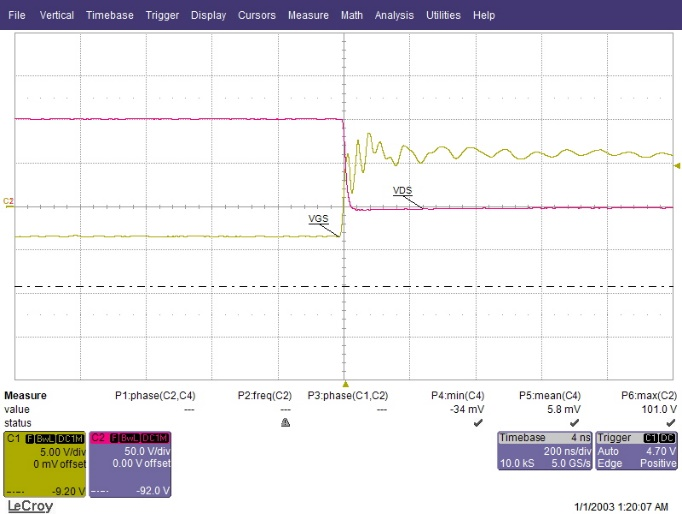 File Vertical Timebase Trigger Display Cursors Measure Math Analysis Utilities Help
C2
VDS
VGS
Measure P1:phase(C2,C4) P2:freq(C2) P3:phase(C1,C2) P4:min(C4) P5:mean(C4) P6:max(C2)
value --- --- --- -34 mV 5.8 mV 101.0 V
status
C1 F BwL DC1M
5.00 V/div
0 mV offset
-9.20 V
C2 F BwL DC1M
50.0 V/div
0.00 V offset
-92.0 V
Timebase 4 ns
200 ns/div
10.0 kS 5.0 GS/s
Trigger C1 DC
Auto 4.70 V
Edge Positive
LeCroy
1/1/2003 1:20:07 AM